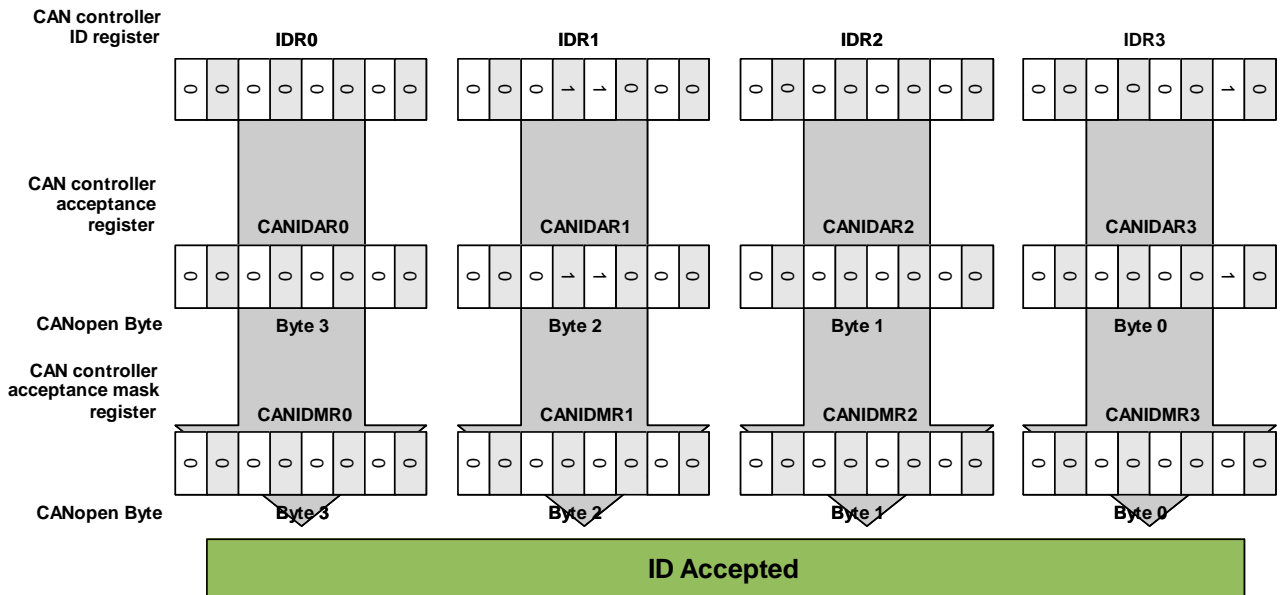 CAN controller
ID register
IDR0 IDR1 IDR2 IDR3
0 0 0 0 0 0 0 0 0 0 0 1 1 0 0 0 0 0 0 0 0 0 0 0 0 0 0 0 0 0 1 0
CAN controller
acceptance
register
CANIDAR0 CANIDAR1 CANIDAR2 CANIDAR3
0 0 0 0 0 0 0 0 0 0 0 1 1 0 0 0 0 0 0 0 0 0 0 0 0 0 0 0 0 0 1 0
CANopen Byte Byte 3 Byte 2 Byte 1 Byte 0
CAN controller
acceptance mask
register
CANIDMR0 CANIDMR1 CANIDMR2 CANIDMR3
0 0 0 0 0 0 0 0 0 0 0 0 0 0 0 0 0 0 0 0 0 0 0 0 0 0 0 0 0 0 0 0
CANopen Byte Byte 3 Byte 2 Byte 1 Byte 0
ID Accepted